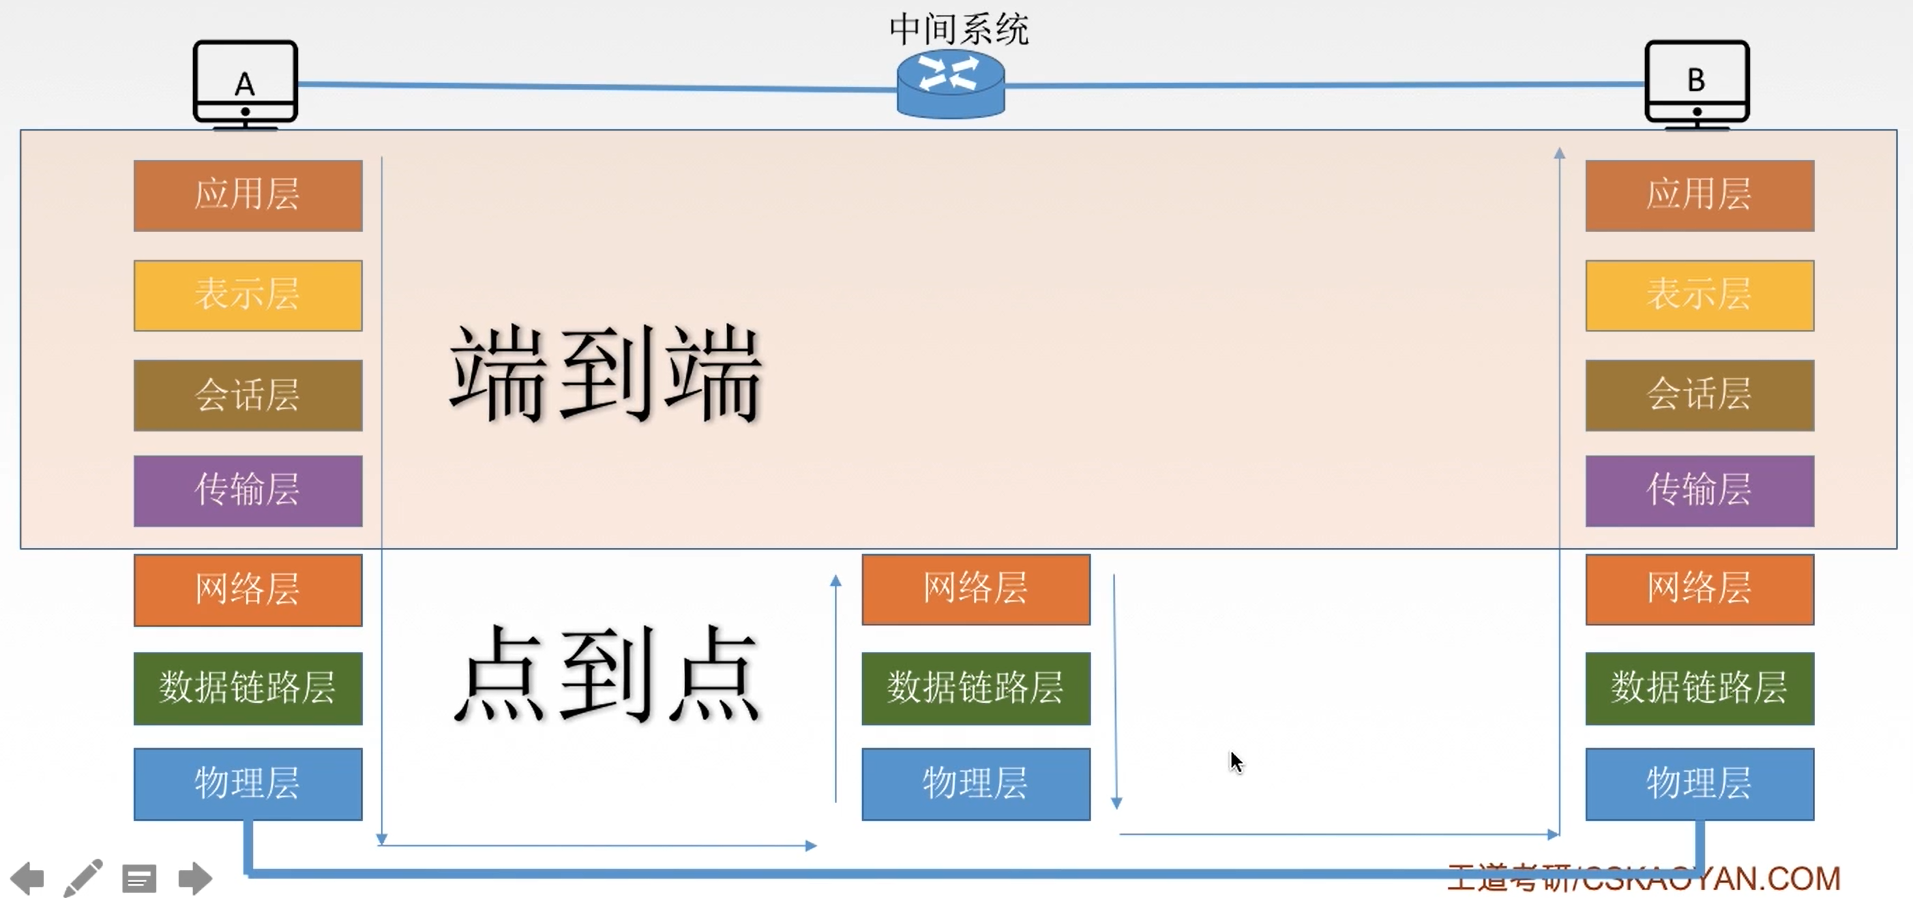 中间系统
A
B
应用层
应用层
表示层
表示层
端到端
会话层
会话层
传输层
传输层
网络层
网络层
网络层
点到点
数据链路层
数据链路层
数据链路层
物理层
物理层
物理层
王道考研/CSKAOYAN.COM